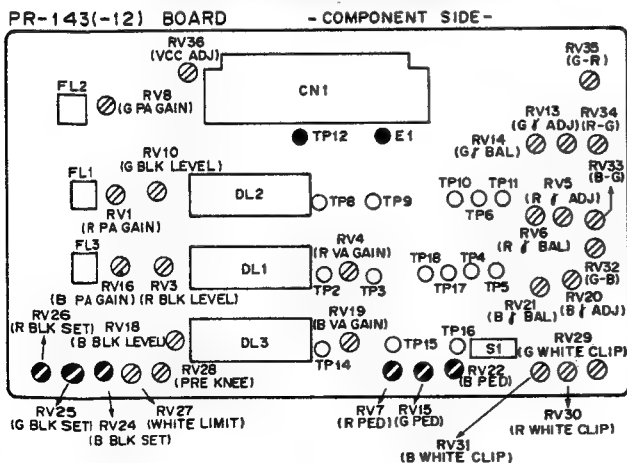 PR-143(-12) BOARD -COMPONENT SIDE-
RV36
(VCC ADJ)
RV35
(G-R)
FL2
RV8
(G PA GAIN)
CN1
TP12
E1
RV13
(G γ ADJ)
RV34
(R-G)
RV14
(G γ BAL)
RV33
(B-G)
RV10
(G BLK LEVEL)
FL1
RV1
(R PA GAIN)
DL2
TP8
TP9
TP10
TP11
TP6
RV5
(R γ ADJ)
RV6
(R γ BAL)
FL3
RV16
(B PA GAIN)
RV3
(R BLK LEVEL)
DL1
RV4
(R VA GAIN)
TP2
TP3
TP18
TP4
TP17
TP5
RV32
(G-B)
RV21
(B γ BAL)
RV20
(B γ ADJ)
RV26
(R BLK SET)
RV18
B BLK LEVEL)
RV28
(PRE KNEE)
DL3
RV19
(B VA GAIN)
TP14
TP15
TP16
S1
RV22
(B PED)
RV29
(G WHITE CLIP)
RV25
(G BLK SET)
RV24
(B BLK SET)
RV27
(WHITE LIMIT)
RV7
(R PED)
RV15
(G PED)
RV31
(B WHITE CLIP)
RV30
(R WHITE CLIP)